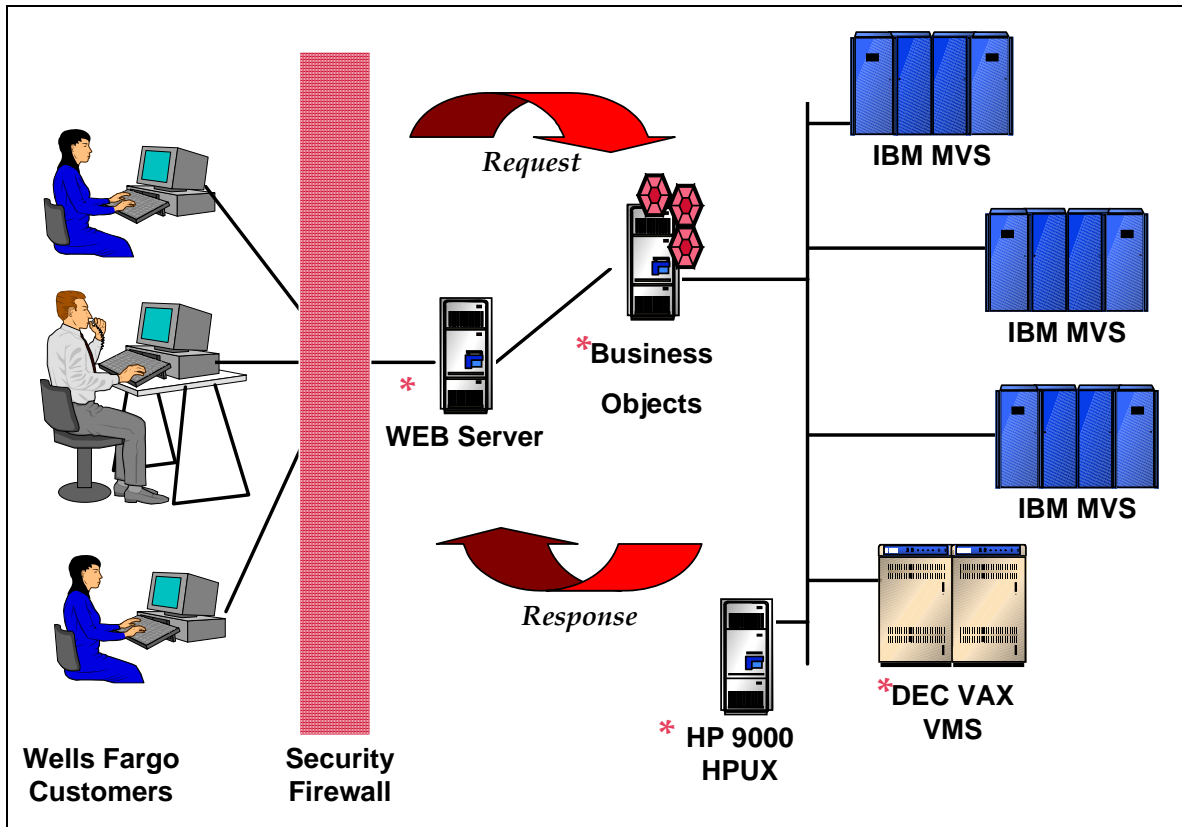 Request
IBM MVS
IBM MVS
*Business
Objects
*
WEB Server
IBM MVS
Response
*DEC VAX
VMS
* HP 9000
HPUX
Wells Fargo
Customers
Security
Firewall